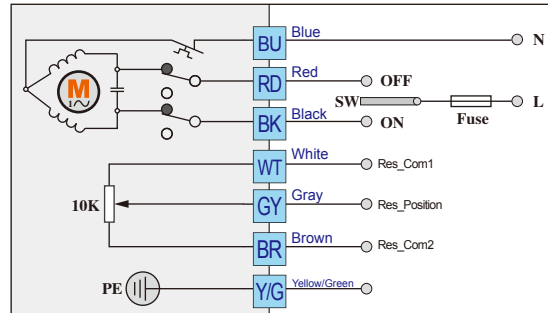 BU Blue N
M
1~
RD Red OFF
SW Fuse L
BK Black ON
WT White Res_Com1
10K GY Gray Res_Position
BR Brown Res_Com2
PE Y/G Yellow/Green